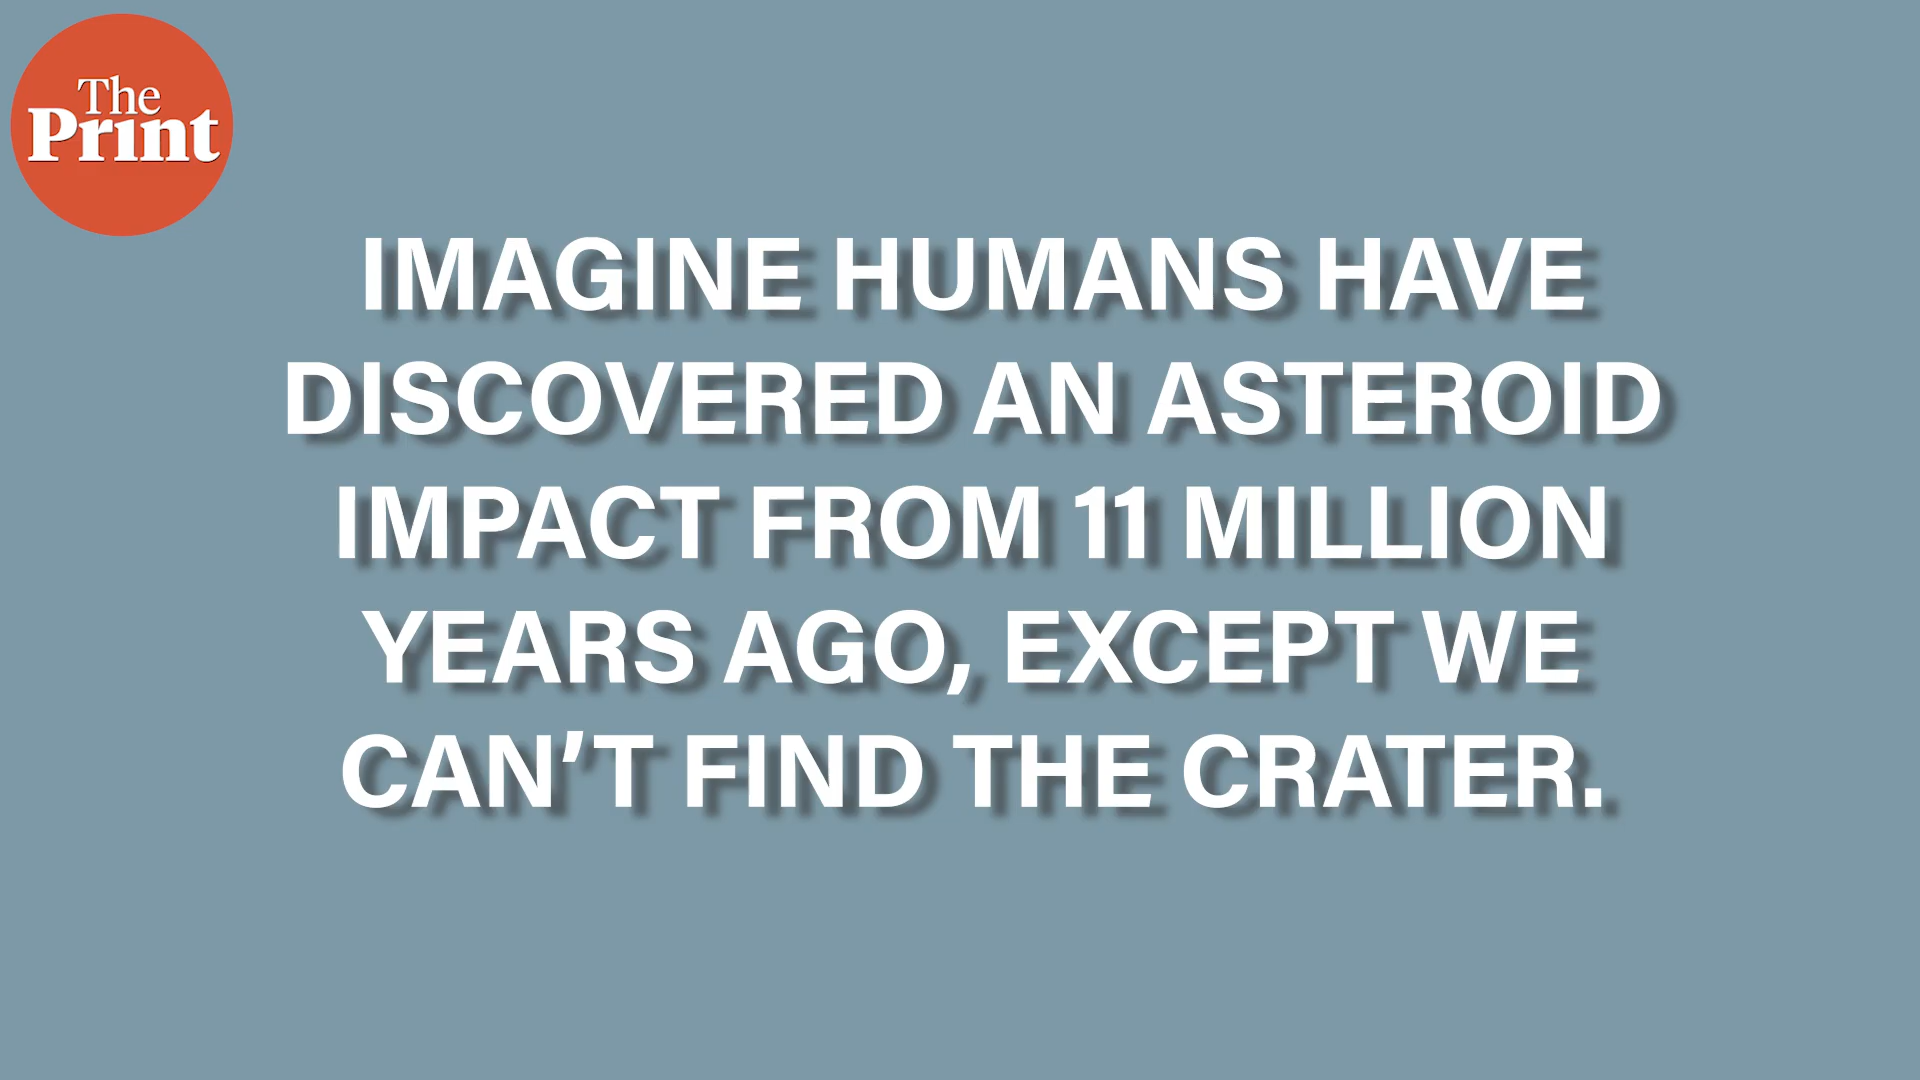 The
Print
IMAGINE HUMANS HAVE
DISCOVERED AN ASTEROID
IMPACT FROM 11 MILLION
YEARS AGO, EXCEPT WE
CAN’T FIND THE CRATER.